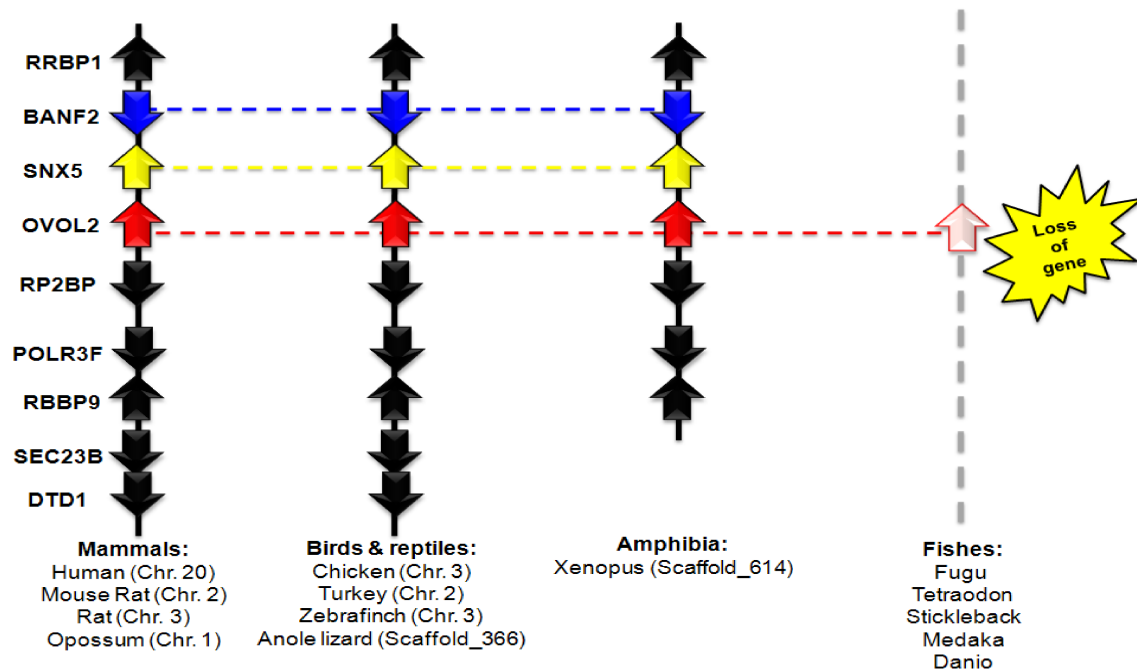 RRBP1
BANF2
SNX5
OVOL2
RP2BP
POLR3F
RBBP9
SEC23B
DTD1
Loss
of
gene
Mammals:
Human (Chr. 20)
Mouse Rat (Chr. 2)
Rat (Chr. 3)
Opossum (Chr. 1)
Birds & reptiles:
Chicken (Chr. 3)
Turkey (Chr. 2)
Zebrafinch (Chr. 3)
Anole lizard (Scaffold_366)
Amphibia:
Xenopus (Scaffold_614)
Fishes:
Fugu
Tetraodon
Stickleback
Medaka
Danio